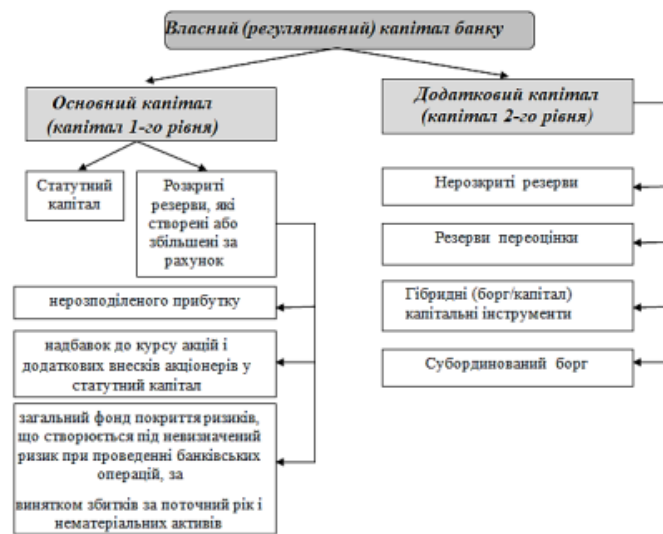 Власний (регулятивний) капітал банку
Основний капітал
(капітал 1-го рівня)
Додатковий капітал
(капітал 2-го рівня)
Статутний
капітал
Розкриті
резерви, які
створені або
збільшені за
рахунок
нерозподіленого прибутку
надбавок до курсу акцій і
додаткових внесків акціонерів у
статутний капітал
загальний фонд покриття ризиків,
що створюється під невизначений
ризик при проведенні банківських
операцій, за
винятком збитків за поточний рік і
нематеріальних активів
Нерозкриті резерви
Резерви переоцінки
Гібридні (борг/капітал)
капітальні інструменти
Субординований борг